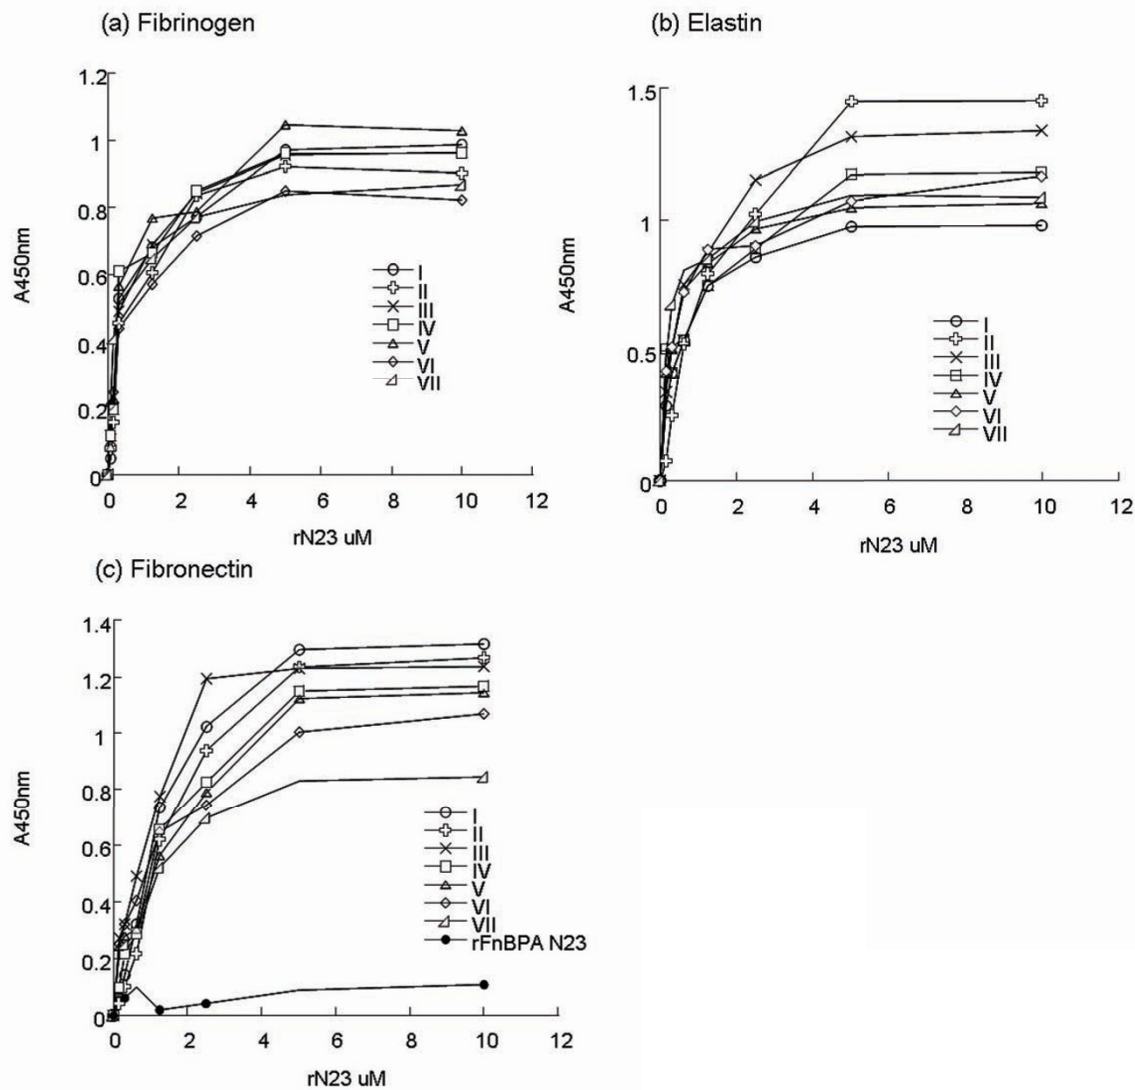 (a) Fibrinogen
1.2
1
0.8
0.6
0.4
0.2
0
A450nm
0 2 4 6 8 10 12
rN23 uM
I
II
III
IV
V
VI
VII
(b) Elastin
1.5
1
0.5
0
A450nm
0 2 4 6 8 10 12
rN23 uM
I
II
III
IV
V
VI
VII
(c) Fibronectin
1.4
1.2
1
0.8
0.6
0.4
0.2
0
A450nm
0 2 4 6 8 10
rN23 uM
I
II
III
IV
V
VI
VII
rFnBPA N23